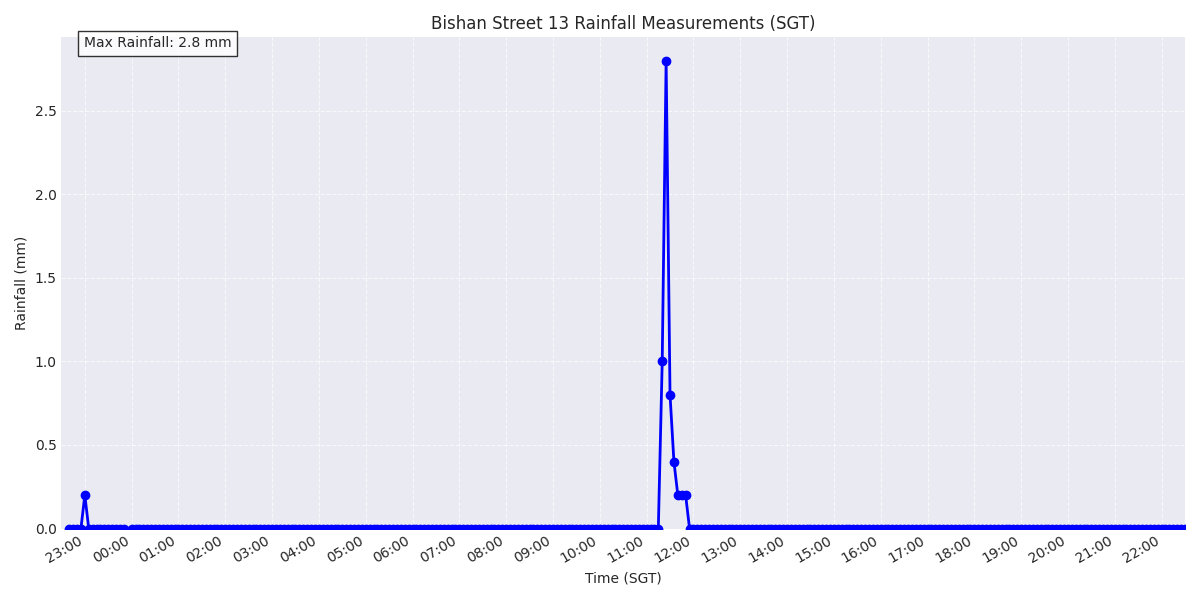 Bishan Street 13 Rainfall Measurements (SGT)
Max Rainfall: 2.8 mm
2.5
2.0
1.5
1.0
0.5
0.0
Rainfall (mm)
23:00 00:00 01:00 02:00 03:00 04:00 05:00 06:00 07:00 08:00 09:00 10:00 11:00 12:00 13:00 14:00 15:00 16:00 17:00 18:00 19:00 20:00 21:00 22:00
Time (SGT)